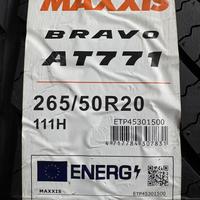 MAXXIS
BRAVO
AT771
265/50R20
111H
ETP45301500
ENERG
MAXXIS
ETP45301500